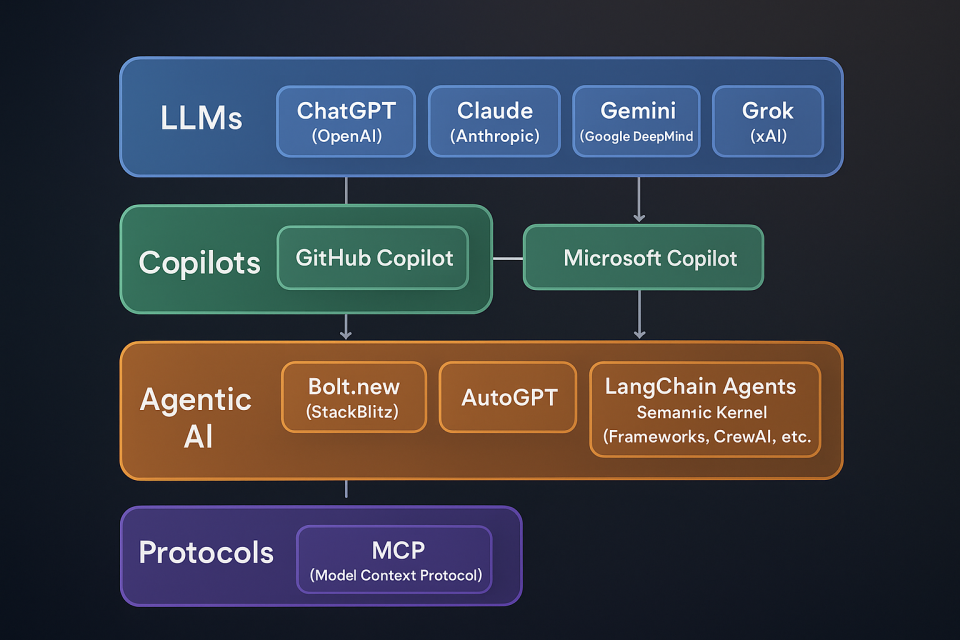 LLMs
ChatGPT
(OpenAI)
Claude
(Anthropic)
Gemini
(Google DeepMind
Grok
(xAI)
Copilots
GitHub Copilot
Microsoft Copilot
Agentic
AI
Bolt.new
(StackBlitz)
AutoGPT
LangChain Agents
Semantic Kernel
(Frameworks, CrewAI, etc.
Protocols
MCP
(Model Context Protocol)